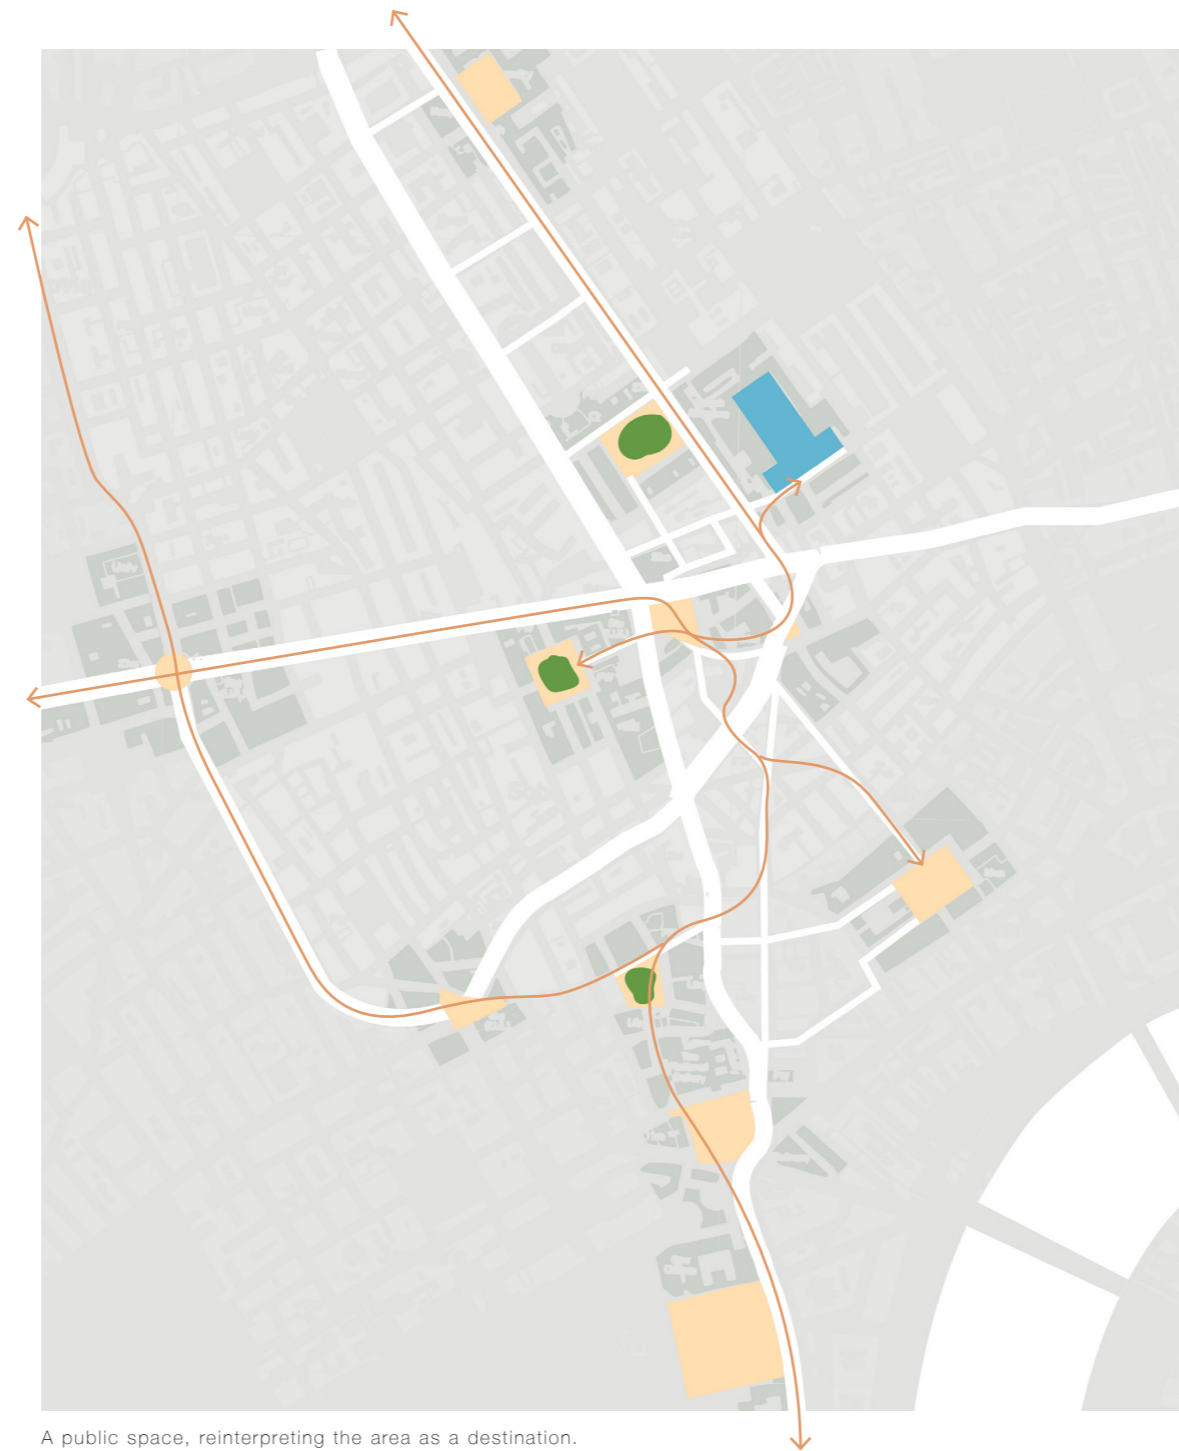 A public space, reinterpreting the area as a destination.